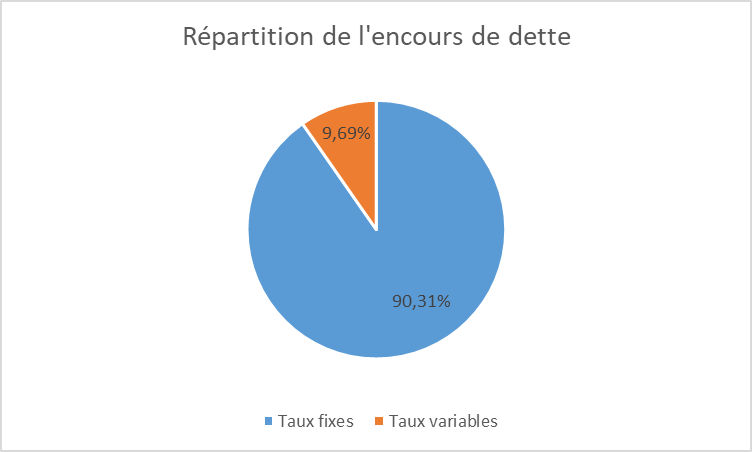 Répartition de l'encours de dette
9,69%
90,31%
Taux fixes
Taux variables